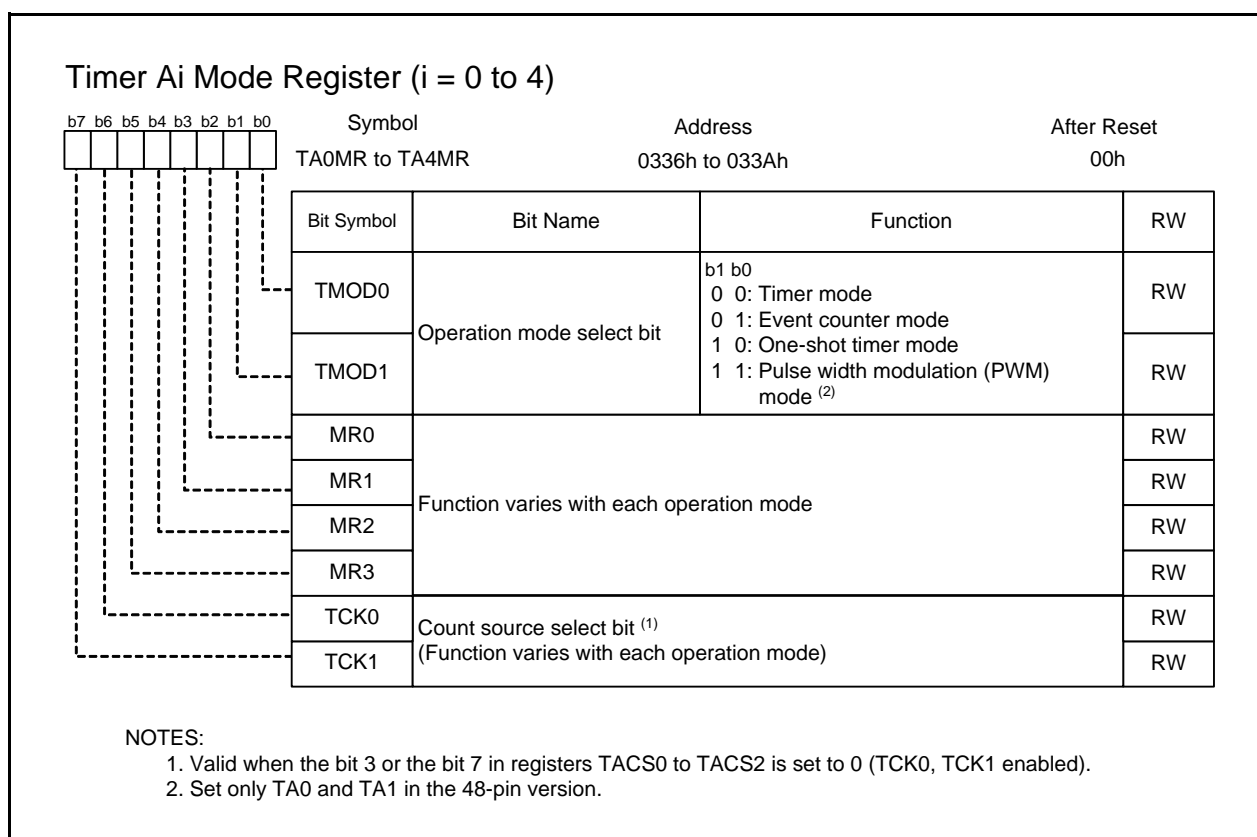 Timer Ai Mode Register (i = 0 to 4)
b7 b6 b5 b4 b3 b2 b1 b0
Symbol Address After Reset
TA0MR to TA4MR 0336h to 033Ah 00h
Bit Symbol Bit Name Function RW
TMOD0 Operation mode select bit b1 b0
0 0: Timer mode
0 1: Event counter mode
1 0: One-shot timer mode
1 1: Pulse width modulation (PWM)
mode (2) RW
TMOD1 RW
MR0 Function varies with each operation mode RW
MR1 RW
MR2 RW
MR3 RW
TCK0 Count source select bit (1)
(Function varies with each operation mode) RW
TCK1 RW
NOTES:
1. Valid when the bit 3 or the bit 7 in registers TACS0 to TACS2 is set to 0 (TCK0, TCK1 enabled).
2. Set only TA0 and TA1 in the 48-pin version.